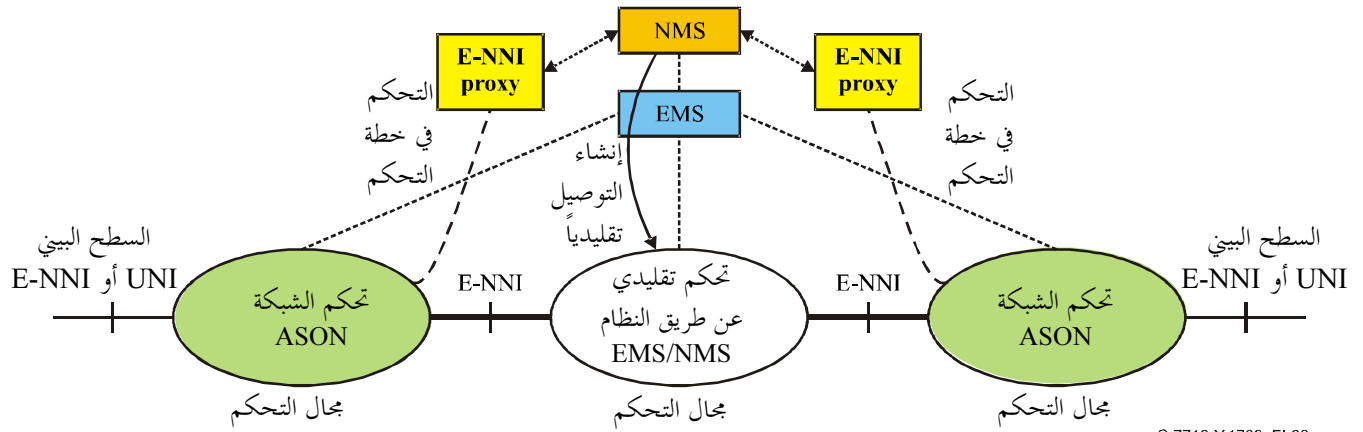 NMS
E-NNI
proxy
E-NNI
proxy
EMS
التحكم
في خطة
التحكم
التحكم
في خطة
التحكم
إنشاء
التوصيل
تقليدياً
السطح البيني
UNI أو E-NNI
السطح البيني
UNI أو E-NNI
E-NNI
E-NNI
تحكم الشبكة
ASON
تحكم تقليدي
عن طريق النظام
EMS/NMS
تحكم الشبكة
ASON
مجال التحكم
مجال التحكم
مجال التحكم